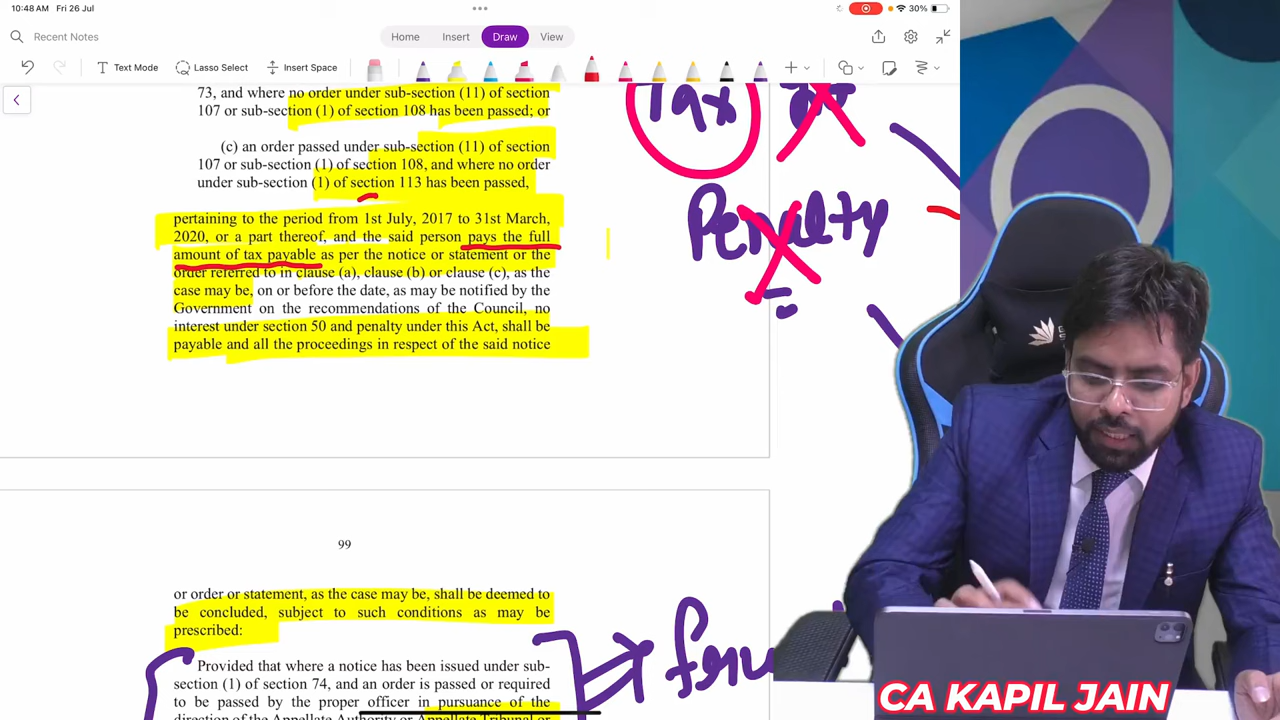 10:48 AM Fri 26 Jul
30%
Recent Notes
Home Insert Draw View
Text Mode Lasso Select Insert Space
73, and where no order under sub-section (11) of section
107 or sub-section (1) of section 108 has been passed; or
(c) an order passed under sub-section (11) of section
107 or sub-section (1) of section 108, and where no order
under sub-section (1) of section 113 has been passed,
pertaining to the period from 1st July, 2017 to 31st March,
2020, or a part thereof, and the said person pays the full
amount of tax payable as per the notice or statement or the
order referred to in clause (a), clause (b) or clause (c), as the
case may be, on or before the date, as may be notified by the
Government on the recommendations of the Council, no
interest under section 50 and penalty under this Act, shall be
payable and all the proceedings in respect of the said notice
Tax
Penalty
99
or order or statement, as the case may be, shall be deemed to
be concluded, subject to such conditions as may be
prescribed:
Provided that where a notice has been issued under sub-
section (1) of section 74, and an order is passed or required
to be passed by the proper officer in pursuance of the
direction of the Appellate Authority or Appellate Tribunal or
CA KAPIL JAIN